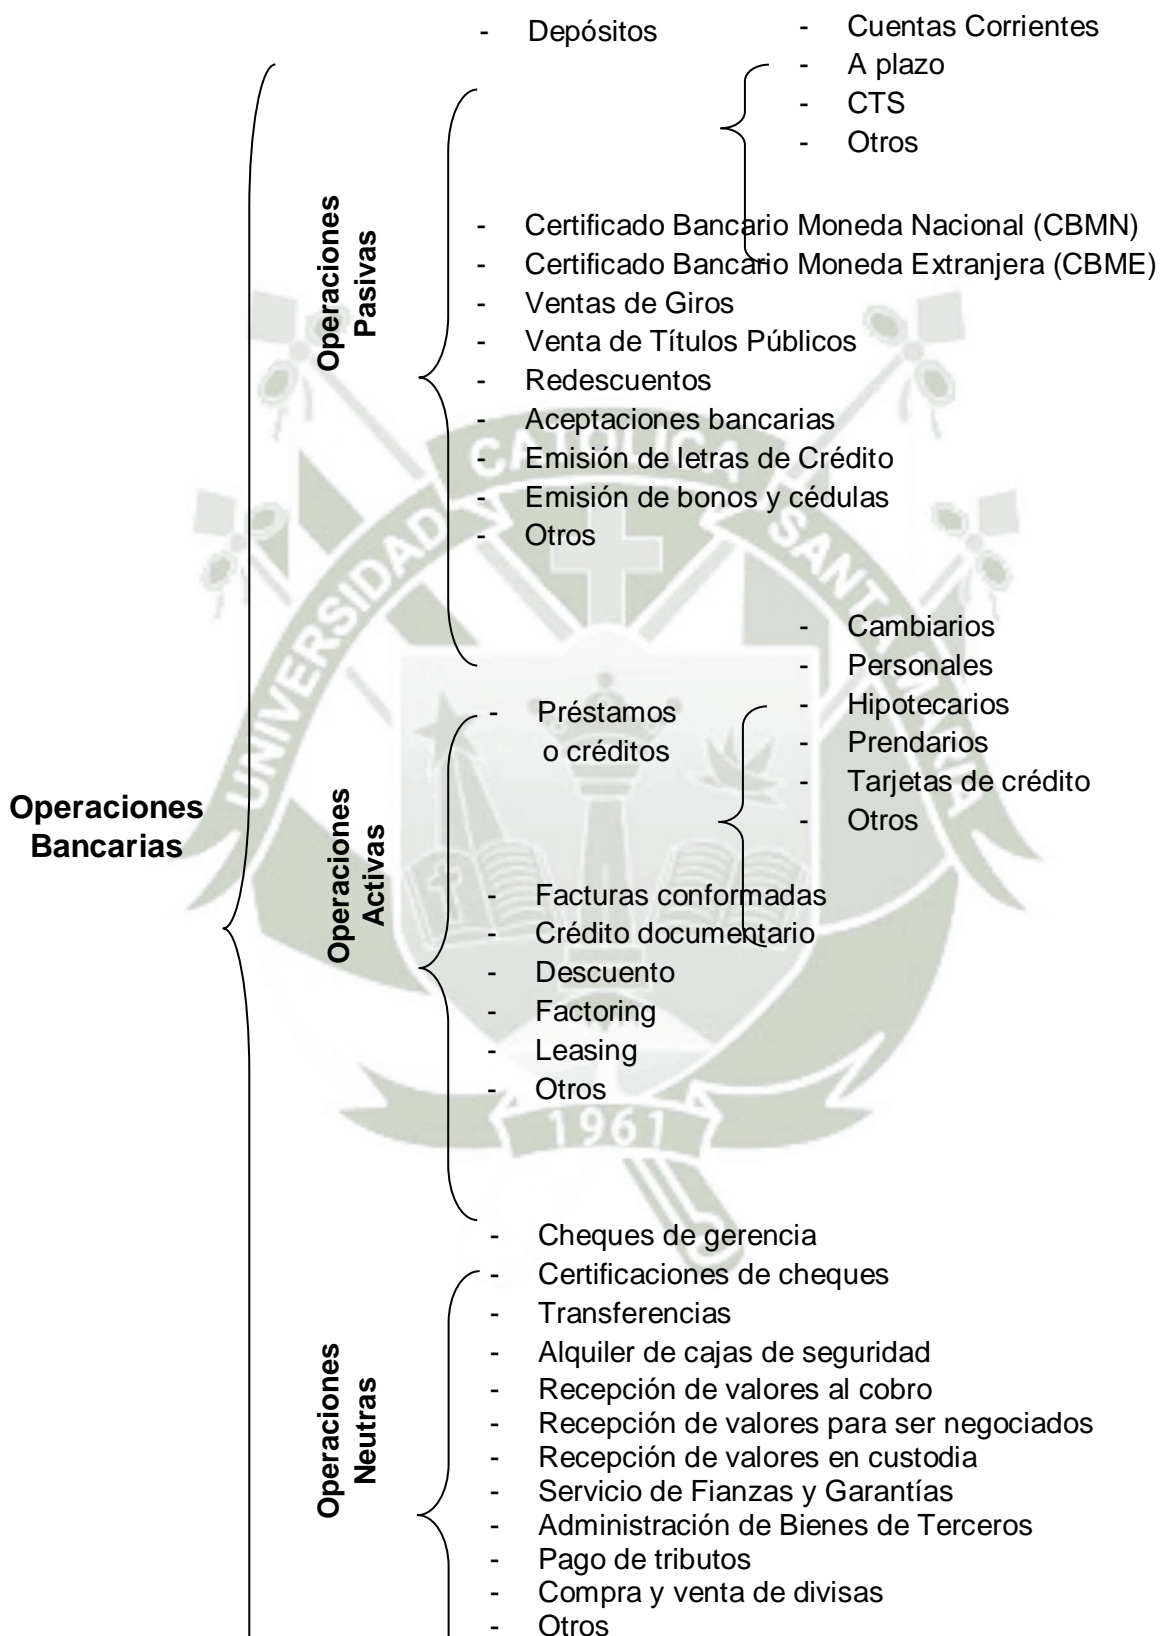 - Depósitos
- Cuentas Corrientes
- A plazo
- CTS
- Otros
Operaciones
Pasivas
- Certificado Bancario Moneda Nacional (CBMN)
- Certificado Bancario Moneda Extranjera (CBME)
- Ventas de Giros
- Venta de Títulos Públicos
- Redescuentos
- Aceptaciones bancarias
- Emisión de letras de Crédito
- Emisión de bonos y cédulas
- Otros
Operaciones
Bancarias
Operaciones
Activas
- Préstamos
o créditos
- Cambiarios
- Personales
- Hipotecarios
- Prendarios
- Tarjetas de crédito
- Otros
- Facturas conformadas
- Crédito documentario
- Descuento
- Factoring
- Leasing
- Otros
Operaciones
Neutras
- Cheques de gerencia
- Certificaciones de cheques
- Transferencias
- Alquiler de cajas de seguridad
- Recepción de valores al cobro
- Recepción de valores para ser negociados
- Recepción de valores en custodia
- Servicio de Fianzas y Garantías
- Administración de Bienes de Terceros
- Pago de tributos
- Compra y venta de divisas
- Otros
UNIVERSIDAD CATOLICA SANTA MARIA
1961